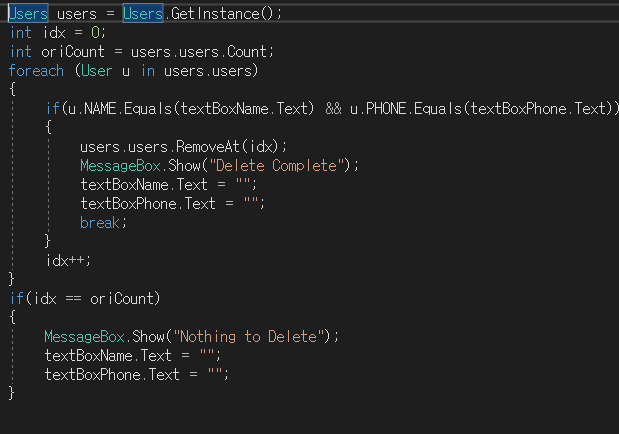 Users users = Users.GetInstance();
int idx = 0;
int oriCount = users.users.Count;
foreach (User u in users.users)
{
if(u.NAME.Equals(textBoxName.Text) && u.PHONE.Equals(textBoxPhone.Text))
{
users.users.RemoveAt(idx);
MessageBox.Show("Delete Complete");
textBoxName.Text = "";
textBoxPhone.Text = "";
break;
}
idx++;
}
if(idx == oriCount)
{
MessageBox.Show("Nothing to Delete");
textBoxName.Text = "";
textBoxPhone.Text = "";
}